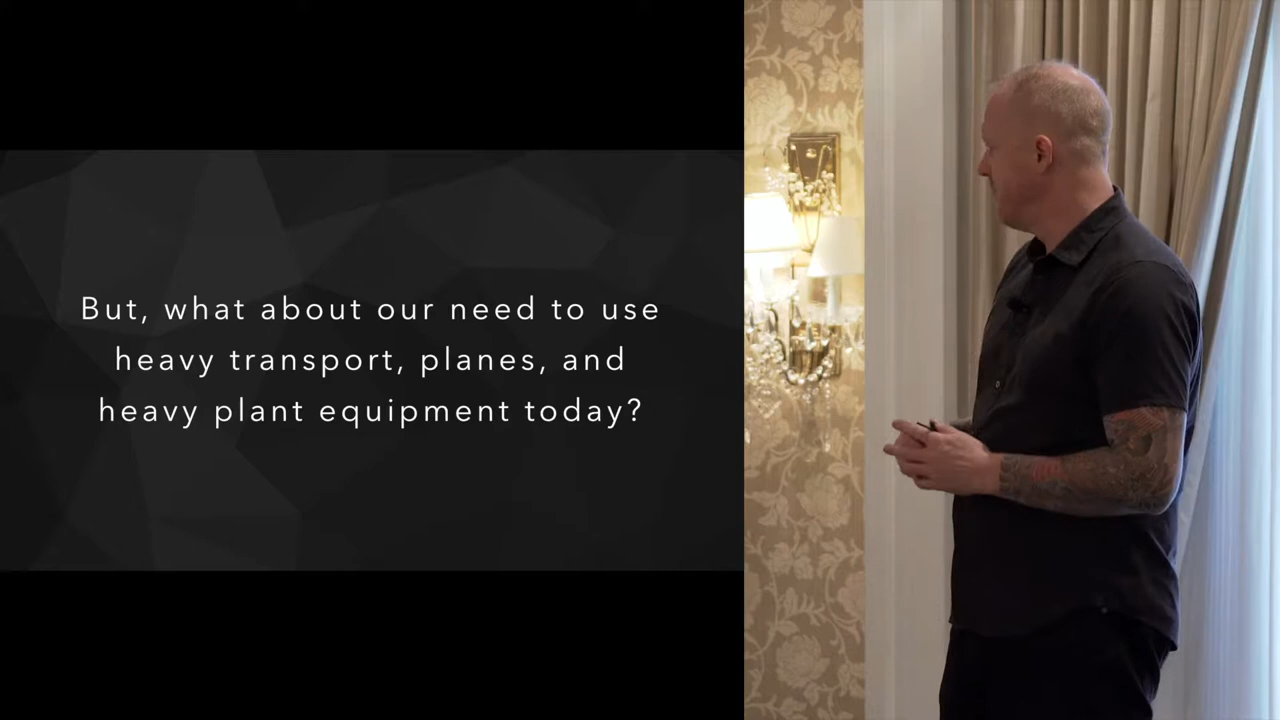 But, what about our need to use
heavy transport, planes, and
heavy plant equipment today?